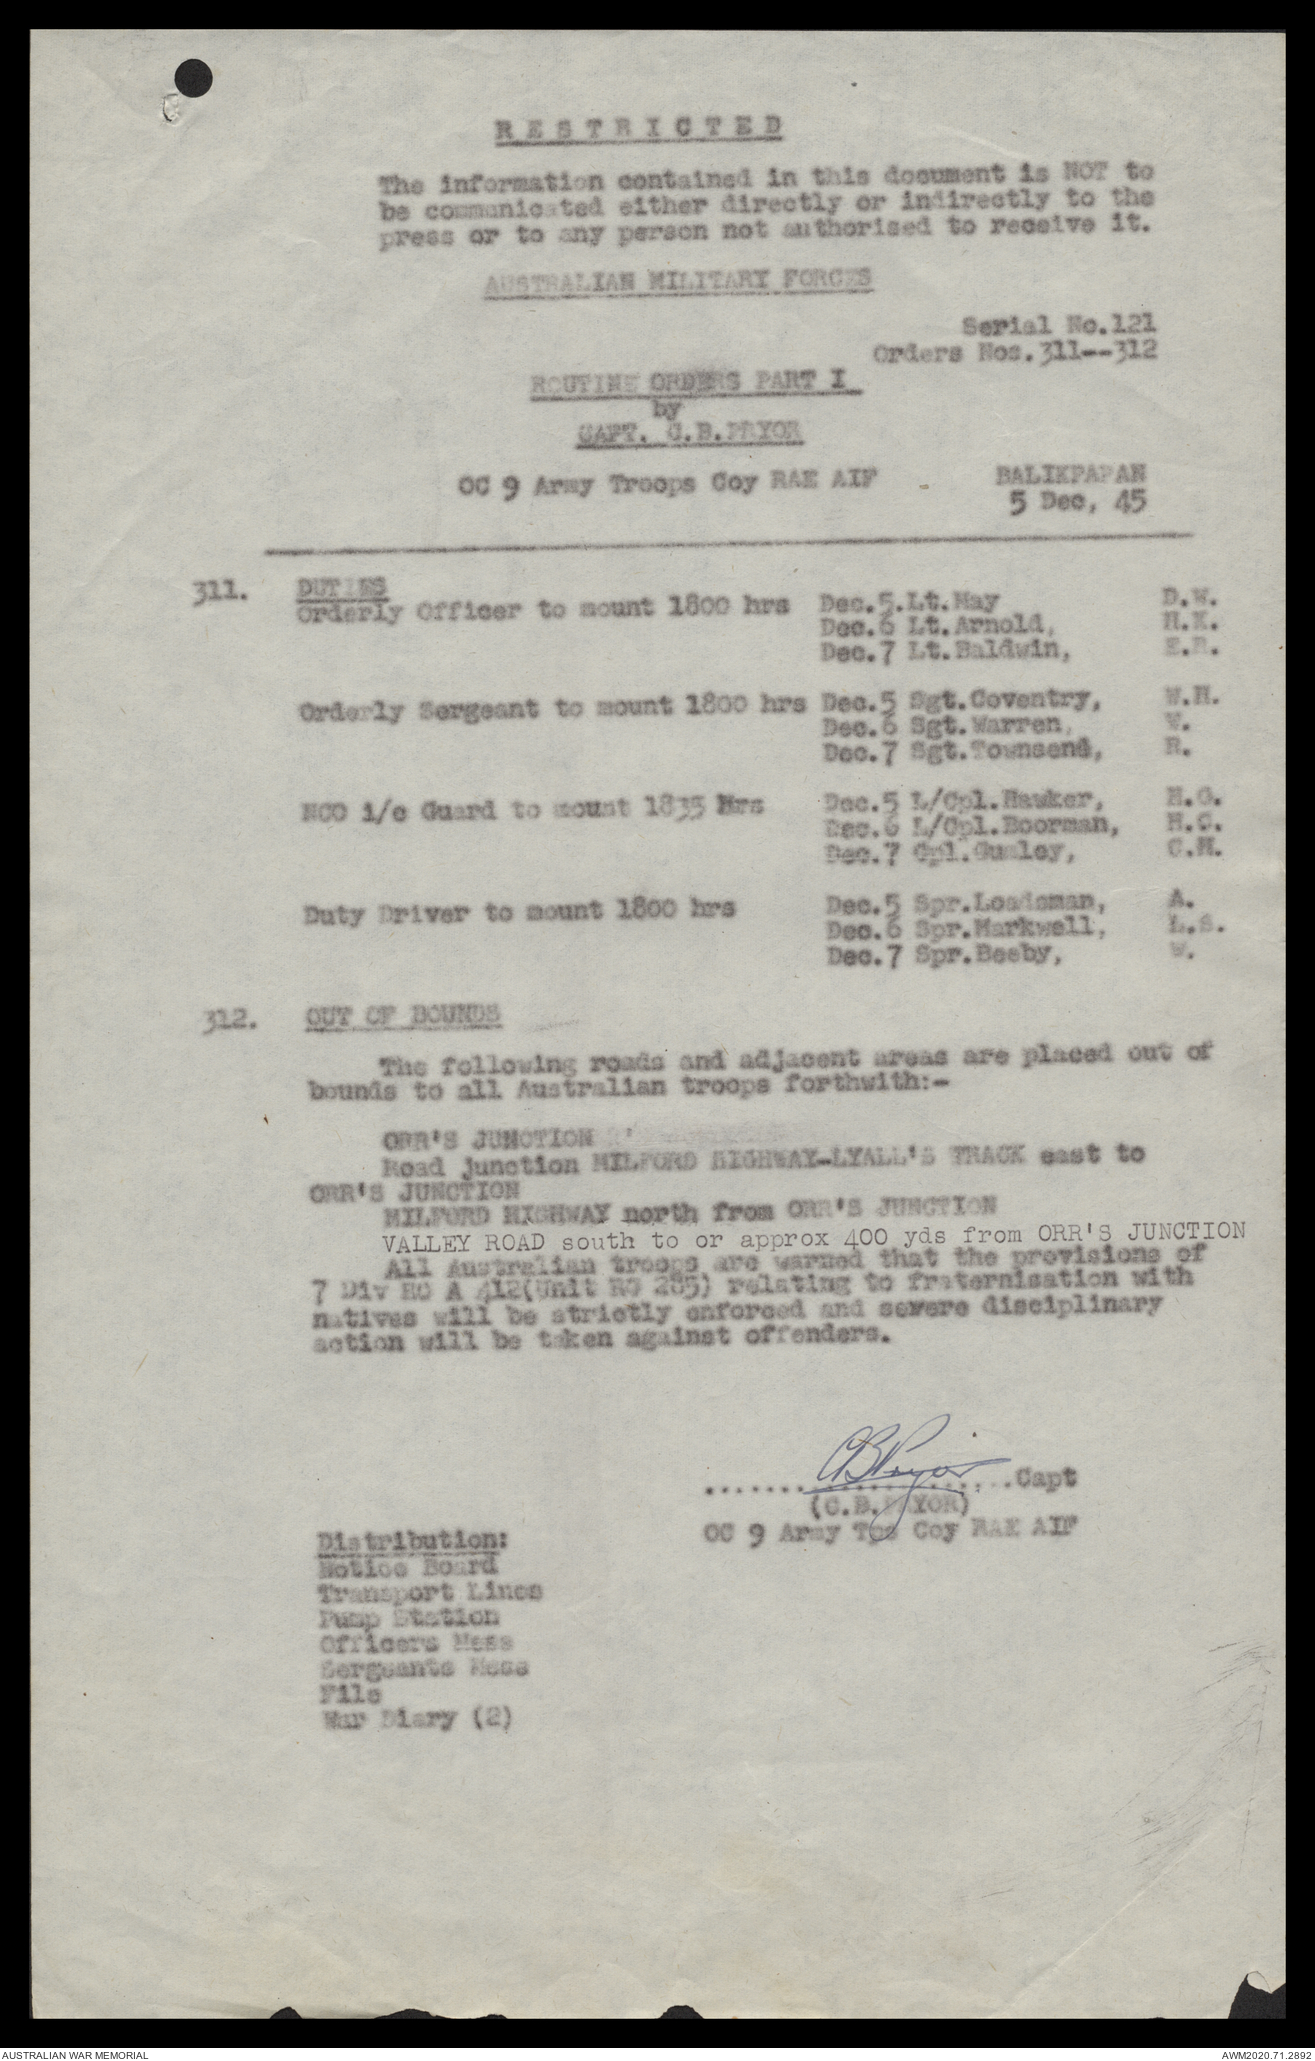 RESTRICTED
The information contained in this document is NOT to
be communicated either directly or indirectly to the
press or to any person not authorised to receive it.
AUSTRALIAN MILITARY FORCES
Serial No.121
Orders Nos.311--312
ROUTINE ORDERS PART I
by
CAPT. C.B.PRYOR
OC 9 Army Troops Coy RAE AIF BALIKPAPAN
5 Dec, 45
311. DUTIES
Orderly Officer to mount 1800 hrs Dec.5.Lt.May D.W.
Dec.6 Lt.Arnold, H.K.
Dec.7 Lt.Baldwin, E.R.
Orderly Sergeant to mount 1800 hrs Dec.5 Sgt.Coventry, W.H.
Dec.6 Sgt.Warren, W.
Dec.7 Sgt.Townsend, R.
NCO i/c Guard to mount 1835 Hrs Dec.5 L/Cpl.Hawker, H.G.
Dec.6 L/Cpl.Boorman, H.C.
Dec.7 Cpl.Gumley, C.M.
Duty Driver to mount 1800 hrs Dec.5 Spr.Loadsman, A.
Dec.6 Spr.Markwell, L.S.
Dec.7 Spr.Beeby, W.
312. OUT OF BOUNDS
The following roads and adjacent areas are placed out of
bounds to all Australian troops forthwith:-
ORR'S JUNCTION
Road junction MILFORD HIGHWAY-LYALL'S TRACK east to
ORR'S JUNCTION
MILFORD HIGHWAY north from ORR'S JUNCTION
VALLEY ROAD south to or approx 400 yds from ORR'S JUNCTION
All Australian troops are warned that the provisions of
7 Div RO A 412(Unit RO 285) relating to fraternisation with
natives will be strictly enforced and severe disciplinary
action will be taken against offenders.
CBPryor
.......................Capt
(C.B.PRYOR)
OC 9 Army Tps Coy RAE AIF
Distribution:
Notice Board
Transport Lines
Pump Station
Officers Mess
Sergeants Mess
File
War Diary (2)
AUSTRALIAN WAR MEMORIAL AWM2020.71.2892